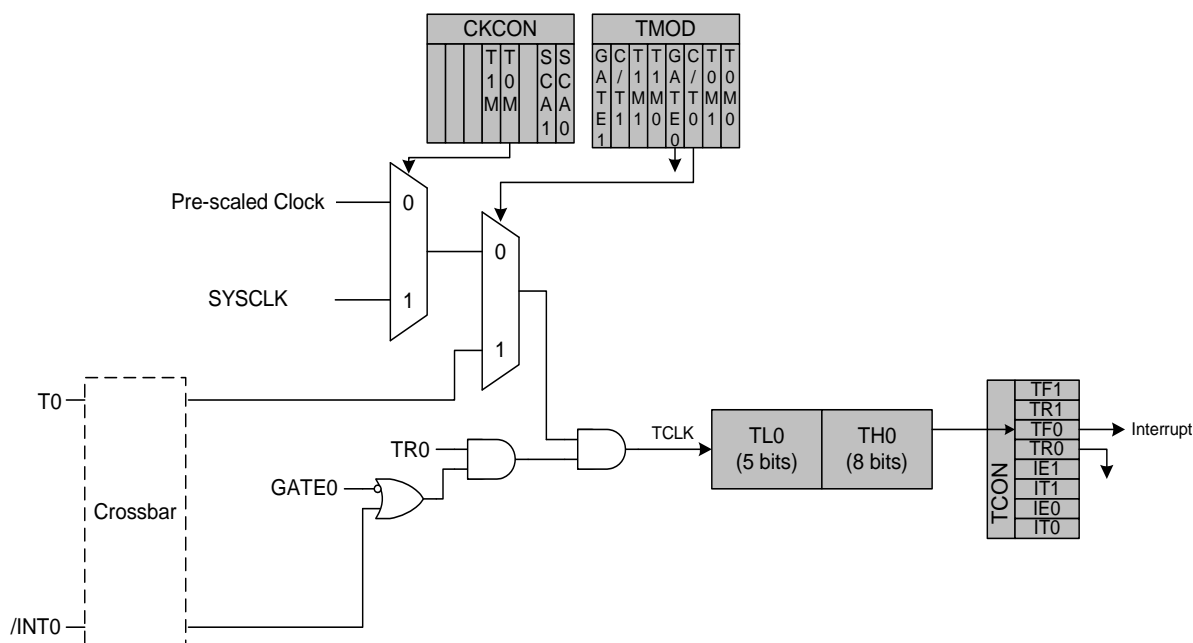 CKCON
T1M
T0M
SCA1
SCA0
TMOD
GATE1
C/T1
T1M1
T1M0
GATE0
C/T0
T0M1
T0M0
Pre-scaled Clock
0
SYSCLK
1
0
1
T0
Crossbar
/INT0
TR0
GATE0
TCLK
TL0
(5 bits)
TH0
(8 bits)
TCON
TF1
TR1
TF0
TR0
IE1
IT1
IE0
IT0
Interrupt